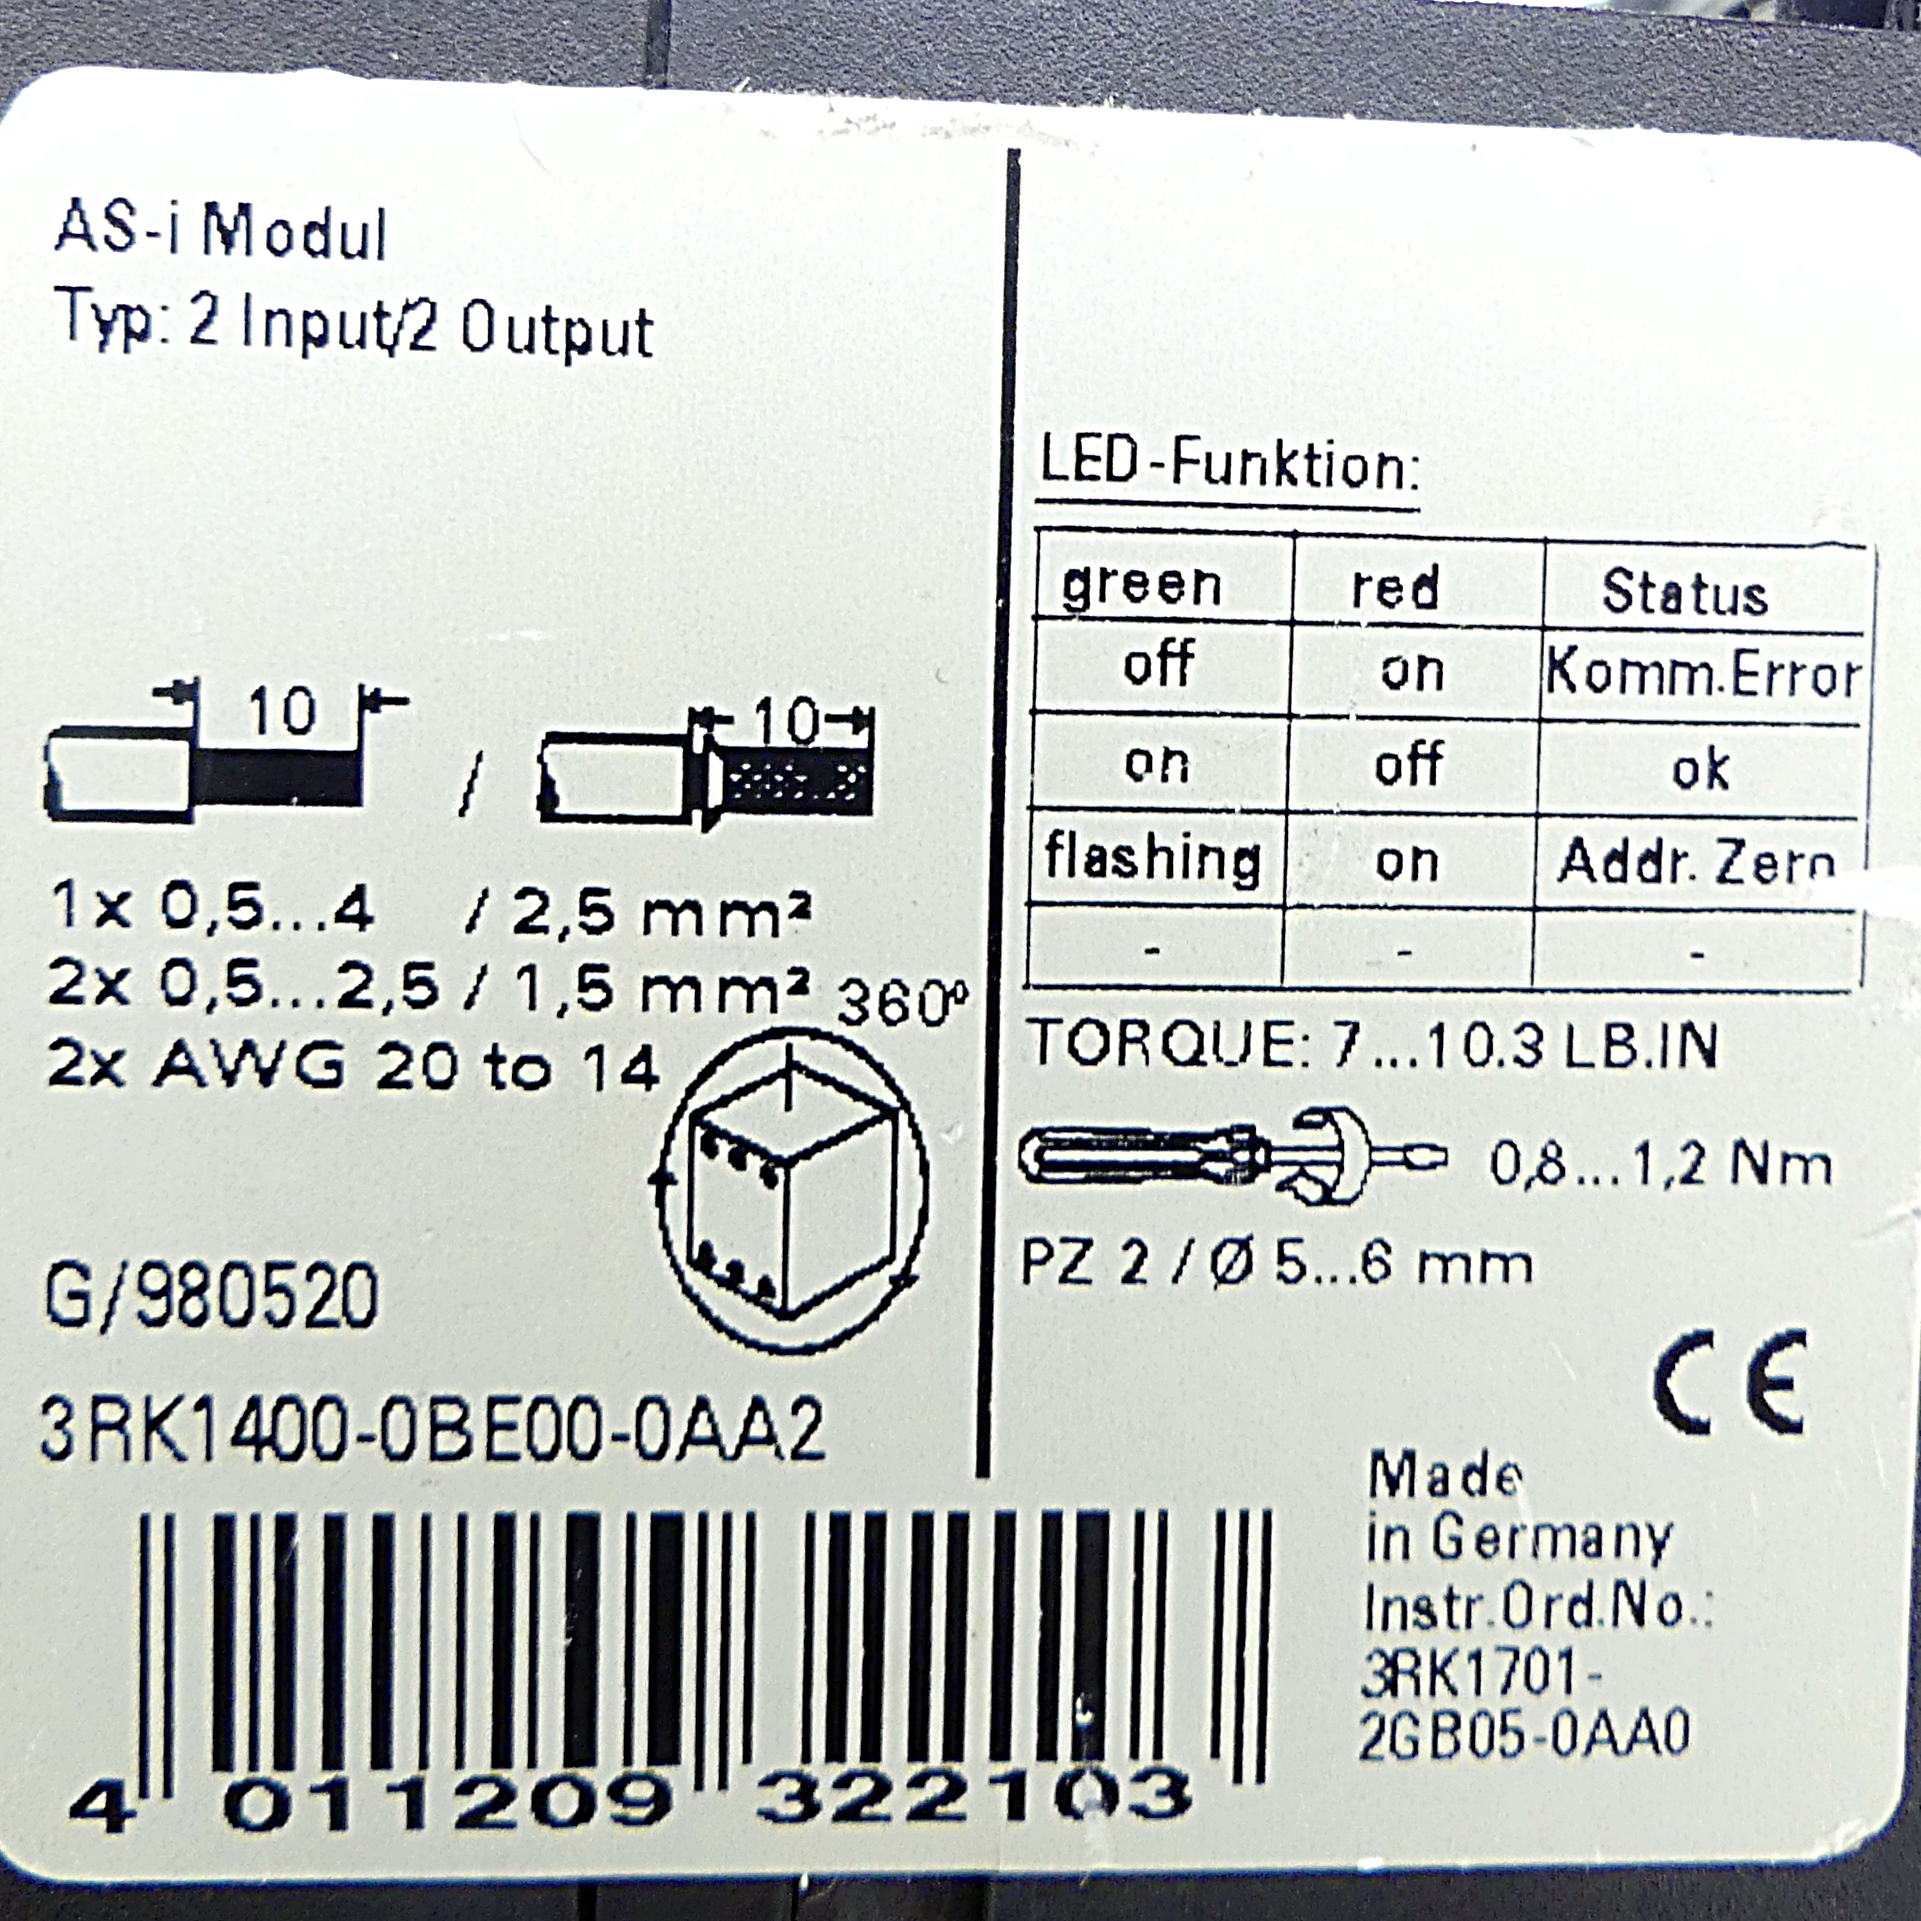 AS-i Modul
Typ: 2 Input/2 Output
10 / 10
1x 0,5...4 / 2,5 mm²
2x 0,5...2,5 / 1,5 mm²
2x AWG 20 to 14
360°
G/980520
3RK1400-0BE00-0AA2
4 011209 322103
LED-Funktion:
green red Status
off on Komm.Error
on off ok
flashing on Addr. Zero
- - -
TORQUE: 7...10.3 LB.IN
0,8...1,2 Nm
PZ 2 / Ø 5...6 mm
CE
Made
in Germany
Instr.Ord.No.:
3RK1701-
2GB05-0AA0